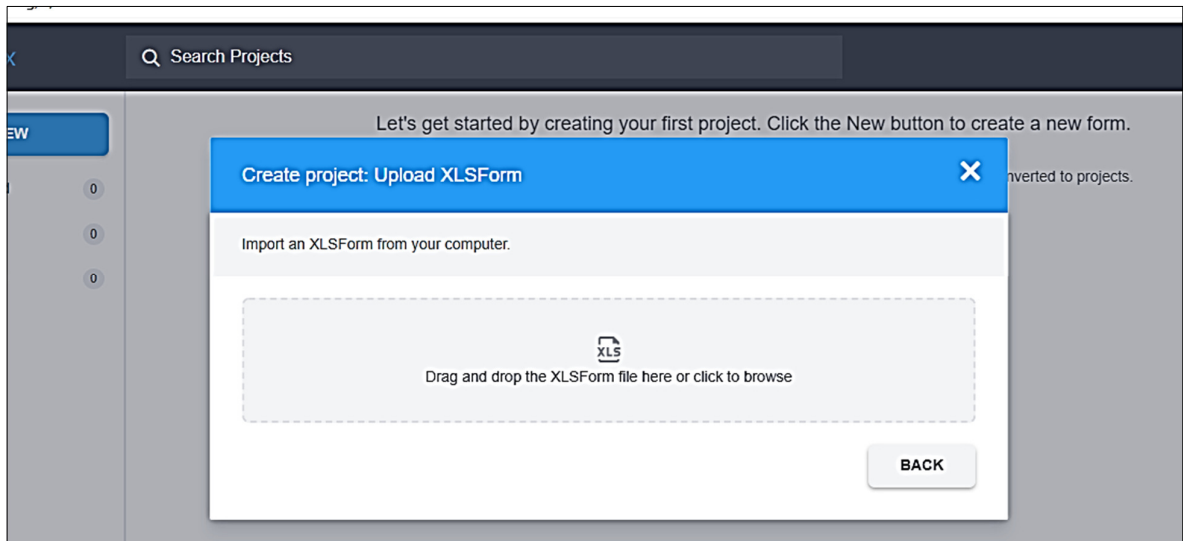 Search Projects
Let's get started by creating your first project. Click the New button to create a new form.
Create project: Upload XLSForm
to projects.
Import an XLSForm from your computer.
0
0
0
XLS
Drag and drop the XLSForm file here or click to browse
BACK